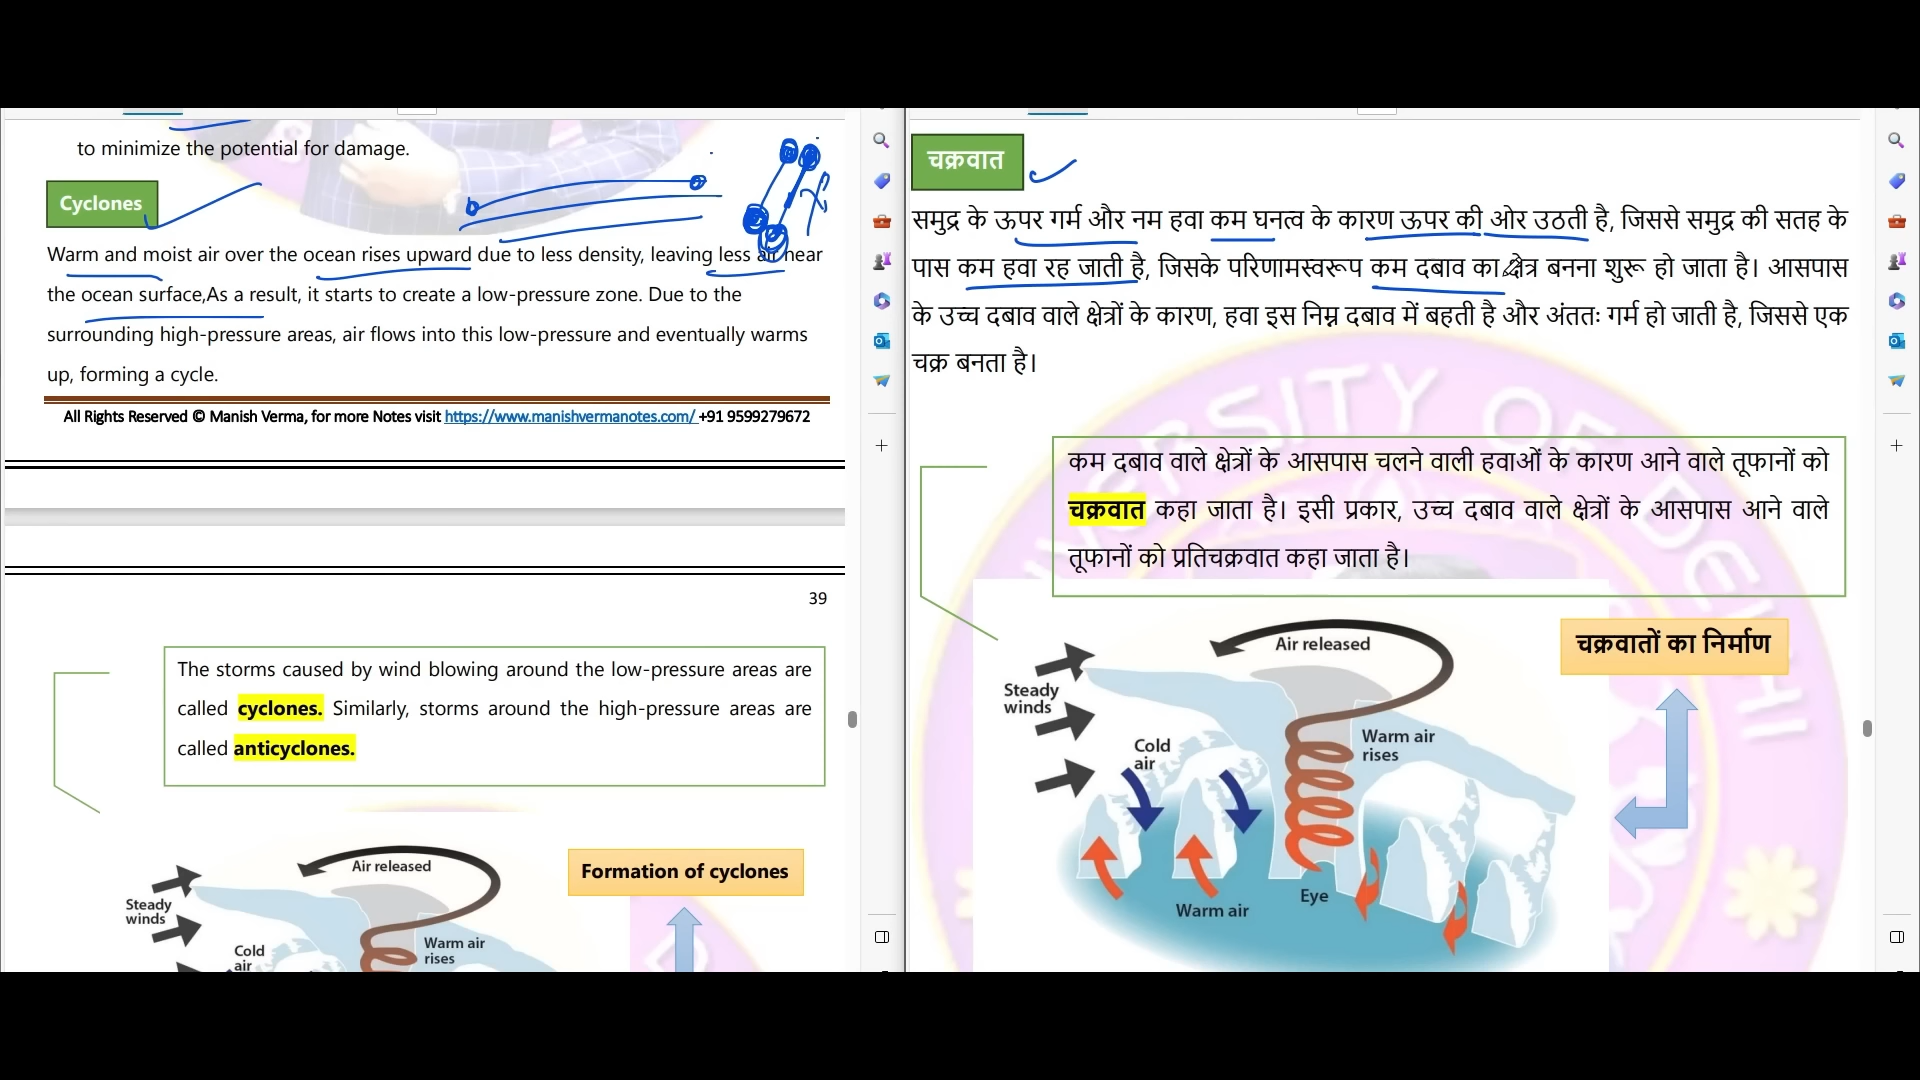 to minimize the potential for damage.
Cyclones
Warm and moist air over the ocean rises upward due to less density, leaving less air near
the ocean surface,As a result, it starts to create a low-pressure zone. Due to the
surrounding high-pressure areas, air flows into this low-pressure and eventually warms
up, forming a cycle.
All Rights Reserved © Manish Verma, for more Notes visit https://www.manishvermanotes.com/ +91 9599279672
39
The storms caused by wind blowing around the low-pressure areas are
called cyclones. Similarly, storms around the high-pressure areas are
called anticyclones.
Formation of cyclones
Air released
Steady
winds
Cold
air
Warm air
rises
चक्रवात
समुद्र के ऊपर गर्म और नम हवा कम घनत्व के कारण ऊपर की ओर उठती है, जिससे समुद्र की सतह के
पास कम हवा रह जाती है, जिसके परिणामस्वरूप कम दबाव का क्षेत्र बनना शुरू हो जाता है। आसपास
के उच्च दबाव वाले क्षेत्रों के कारण, हवा इस निम्न दबाव में बहती है और अंततः गर्म हो जाती है, जिससे एक
चक्र बनता है।
कम दबाव वाले क्षेत्रों के आसपास चलने वाली हवाओं के कारण आने वाले तूफानों को
चक्रवात कहा जाता है। इसी प्रकार, उच्च दबाव वाले क्षेत्रों के आसपास आने वाले
तूफानों को प्रतिचक्रवात कहा जाता है।
चक्रवातों का निर्माण
Air released
Steady
winds
Cold
air
Warm air
rises
Eye
Warm air
UNIVERSITY OF DELHI